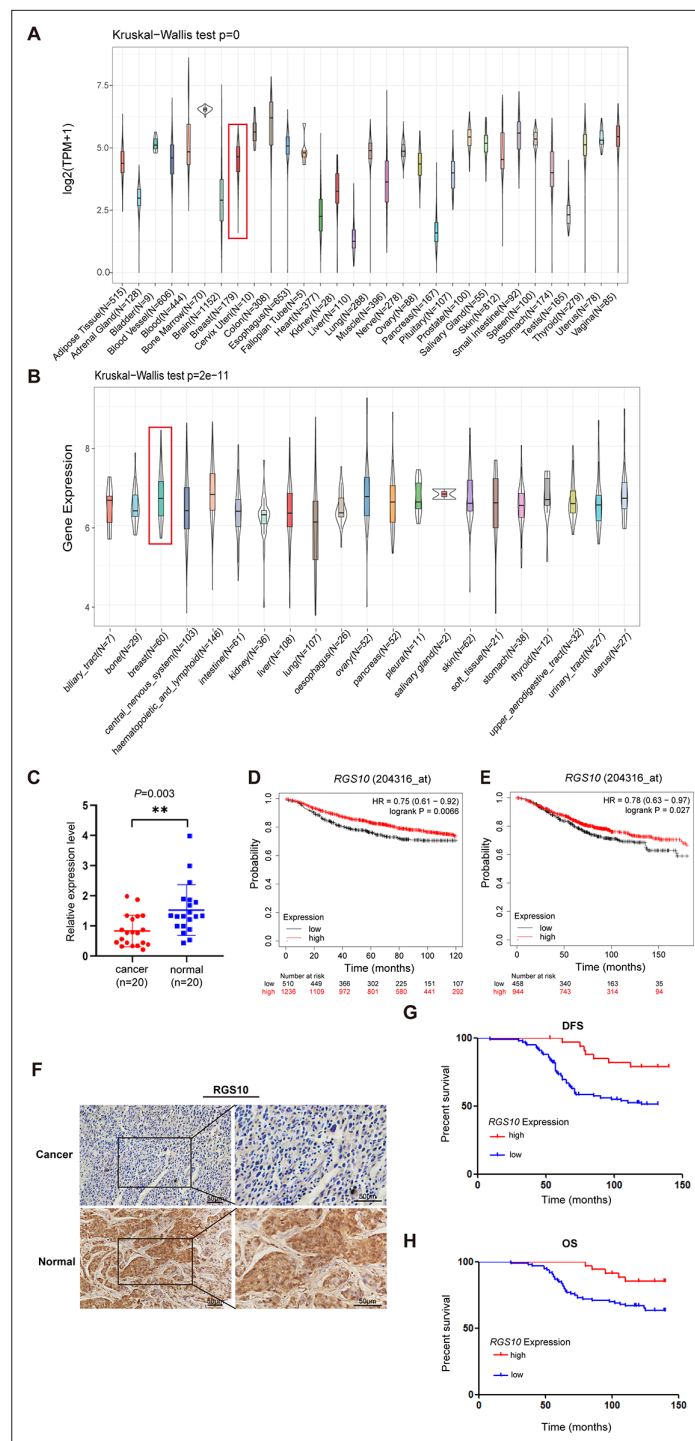 A
Kruskal-Wallis test p=0
log2(TPM+1)
7.5
5.0
2.5
0.0
Adipose Tissue(N=515)
Adrenal Gland(N=128)
Bladder(N=9)
Blood Vessel(N=606)
Blood(N=444)
Bone Marrow(N=70)
Brain(N=1152)
Breast(N=179)
Cervix Uteri(N=10)
Colon(N=308)
Esophagus(N=653)
Fallopian Tube(N=5)
Heart(N=377)
Kidney(N=28)
Liver(N=110)
Lung(N=288)
Muscle(N=396)
Nerve(N=278)
Ovary(N=88)
Pancreas(N=167)
Pituitary(N=107)
Prostate(N=100)
Salivary Gland(N=55)
Skin(N=812)
Small Intestine(N=92)
Spleen(N=100)
Stomach(N=174)
Testis(N=165)
Thyroid(N=279)
Uterus(N=78)
Vagina(N=85)
B
Kruskal-Wallis test p=2e-11
Gene Expression
8
6
4
biliary_tract(N=7)
bone(N=29)
breast(N=60)
central_nervous_system(N=103)
haematopoietic_and_lymphoid(N=146)
intestine(N=61)
kidney(N=36)
liver(N=108)
lung(N=107)
oesophagus(N=26)
ovary(N=52)
pancreas(N=52)
pleura(N=11)
salivary gland(N=2)
skin(N=62)
soft_tissue(N=21)
stomach(N=38)
thyroid(N=12)
upper_aerodigestive_tract(N=32)
urinary_tract(N=27)
uterus(N=27)
C
P=0.003
**
Relative expression level
5
4
3
2
1
0
cancer
(n=20)
normal
(n=20)
D
RGS10 (204316_at)
HR = 0.75 (0.61 − 0.92)
logrank P = 0.0066
Probability
1.0
0.8
0.6
0.4
0.2
0.0
Expression
low
high
0 20 40 60 80 100 120
Time (months)
Number at risk
low 510 449 366 302 225 151 107
high 1236 1109 972 801 580 441 292
E
RGS10 (204316_at)
HR = 0.78 (0.63 − 0.97)
logrank P = 0.027
Probability
1.0
0.8
0.6
0.4
0.2
0.0
Expression
low
high
0 50 100 150
Time (months)
Number at risk
low 458 340 163 35
high 944 743 314 94
F
RGS10
Cancer
50μm
50μm
Normal
50μm
50μm
G
DFS
Precent survival
100
50
0
RGS10 Expression
high
low
0 50 100 150
Time (months)
H
OS
Precent survival
100
50
0
RGS10 Expression
high
low
0 50 100 150
Time (months)